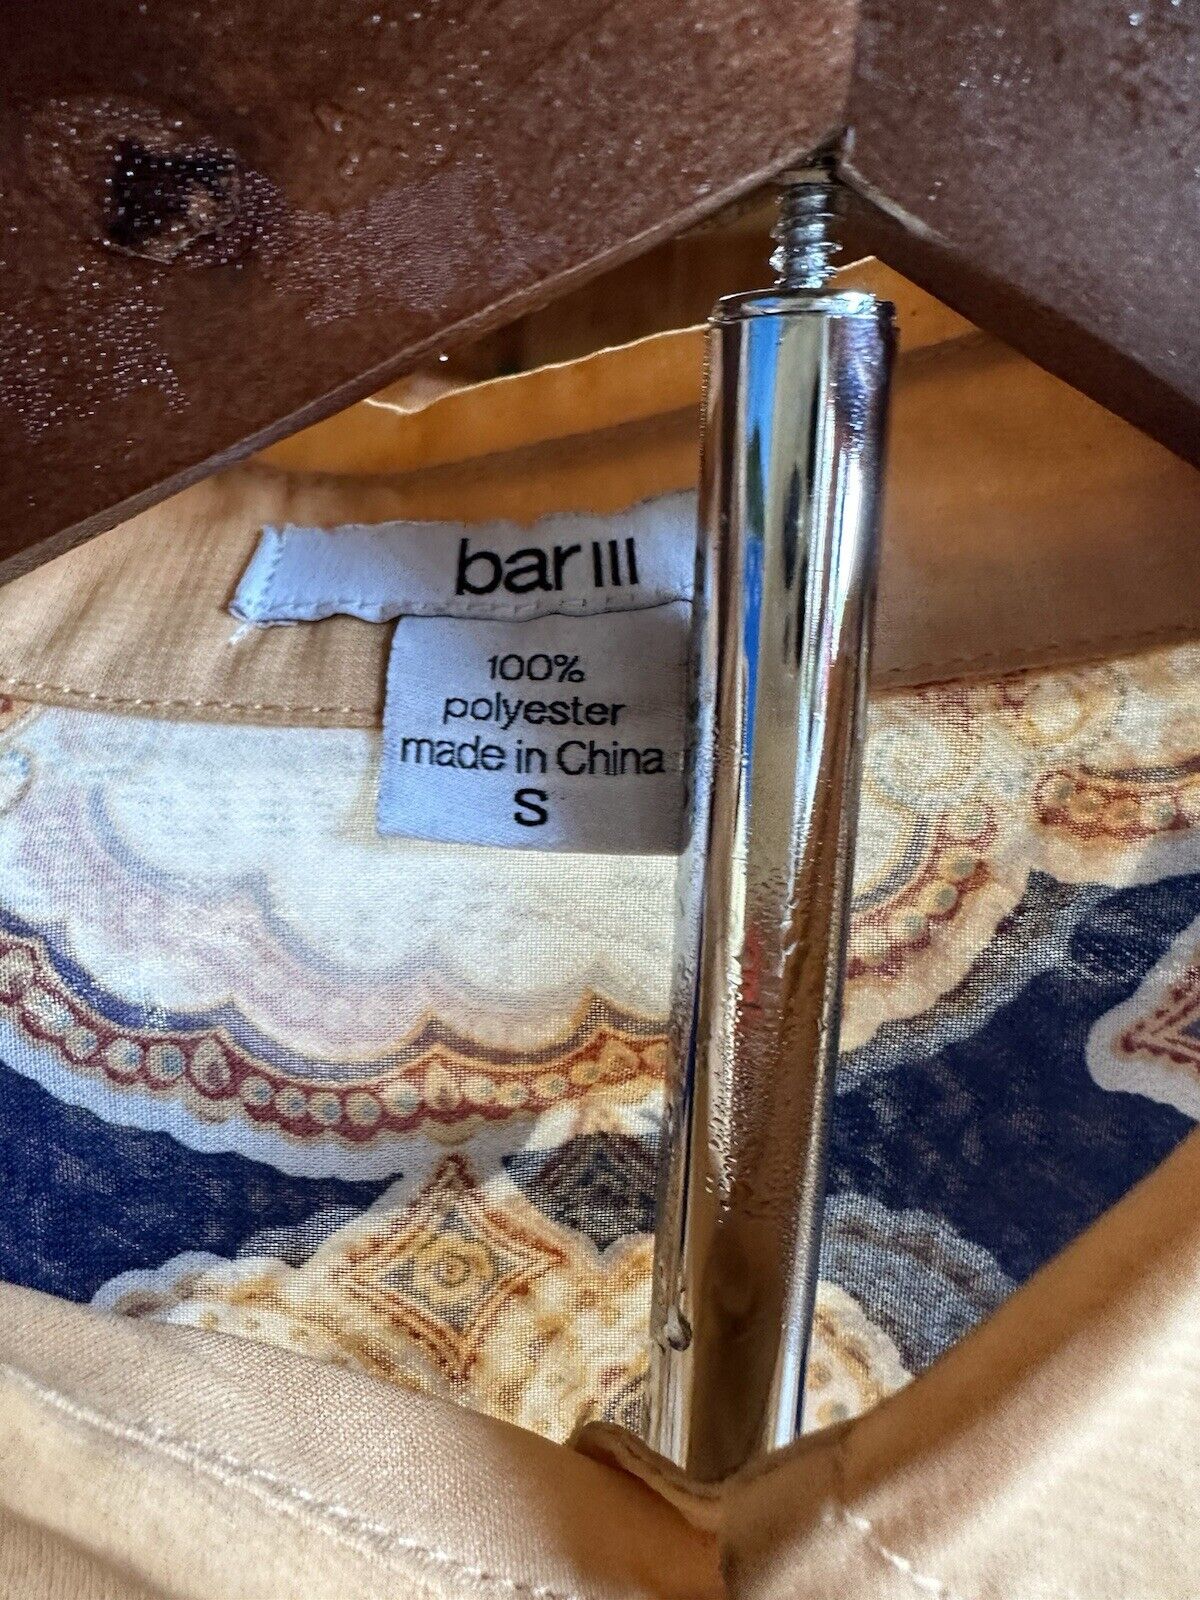 bar III
100%
polyester
made in China
S